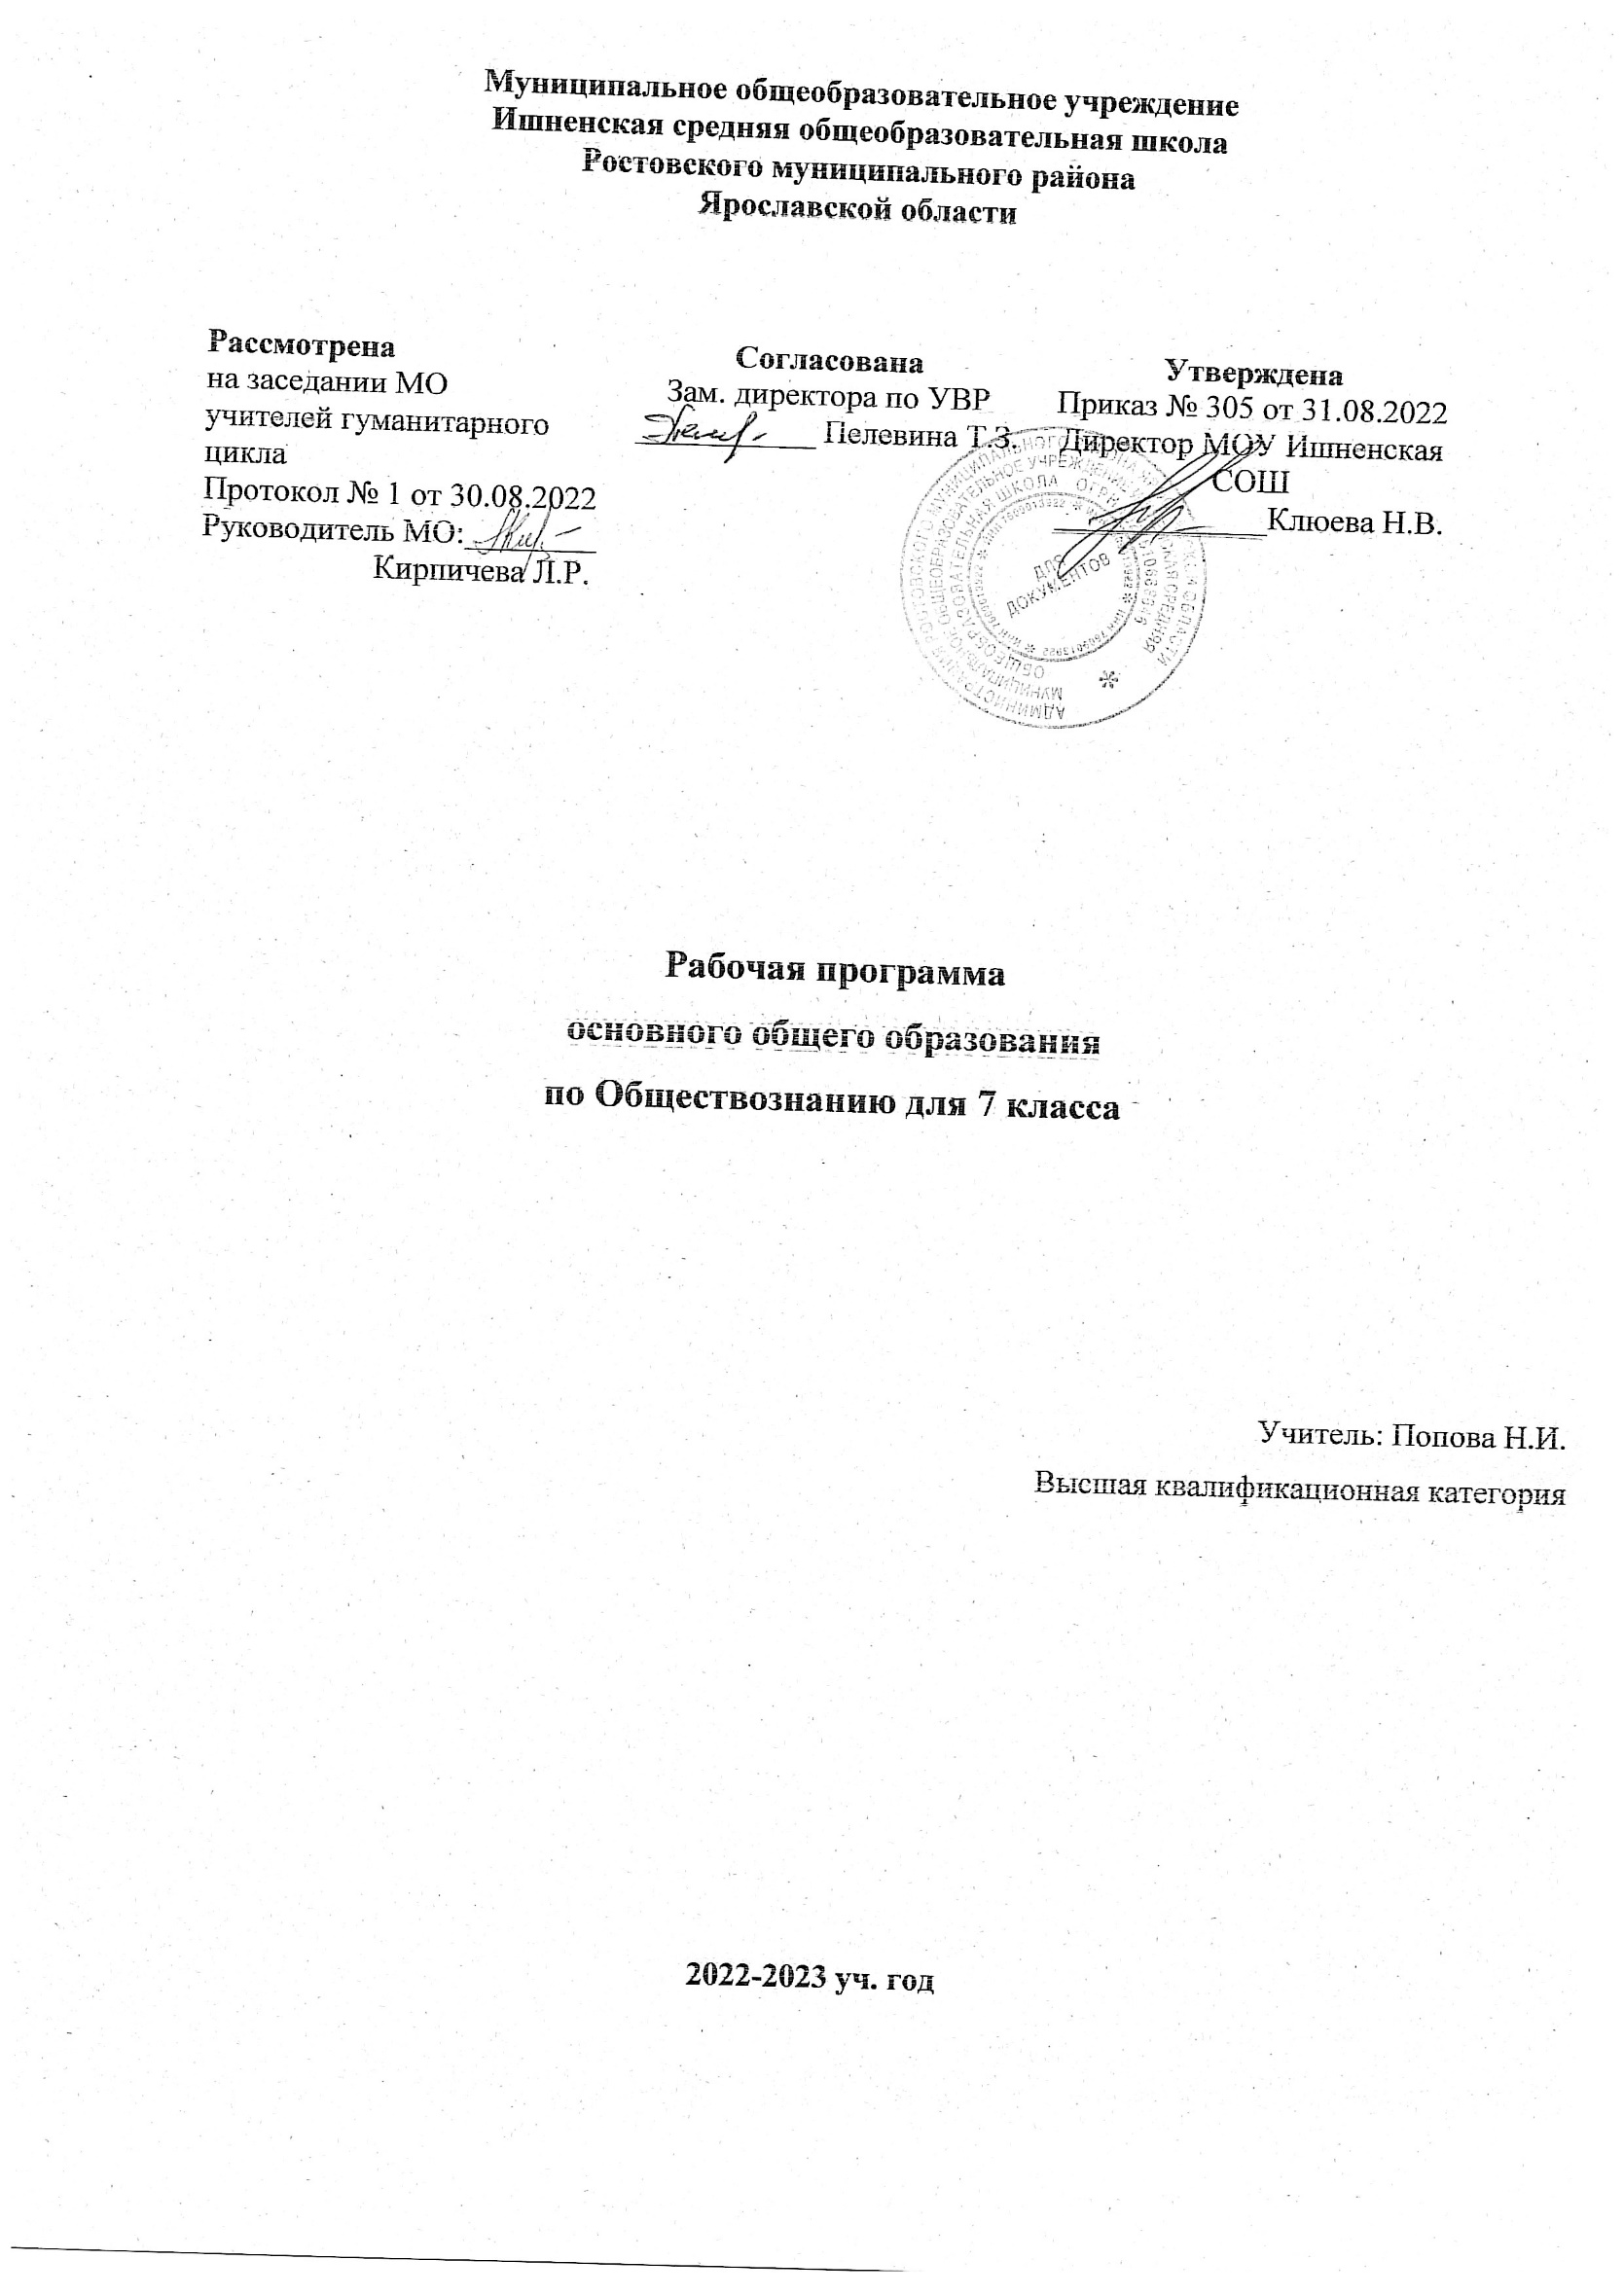 Муниципальное общеобразовательное учреждение
Ишненская средняя общеобразовательная школа
Ростовского муниципального района
Ярославской области
Рассмотрена
на заседании МО
учителей гуманитарного
цикла
Протокол № 1 от 30.08.2022
Руководитель МО:
Кирпичева Л.Р.
Согласована
Зам. директора по УВР
Пелевина Т.З.
Утверждена
Приказ № 305 от 31.08.2022
Директор МОУ Ишненская
СОШ
Клюева Н.В.
ДЛЯ
ДОКУМЕНТОВ
Рабочая программа
основного общего образования
по Обществознанию для 7 класса
Учитель: Попова Н.И.
Высшая квалификационная категория
2022-2023 уч. год